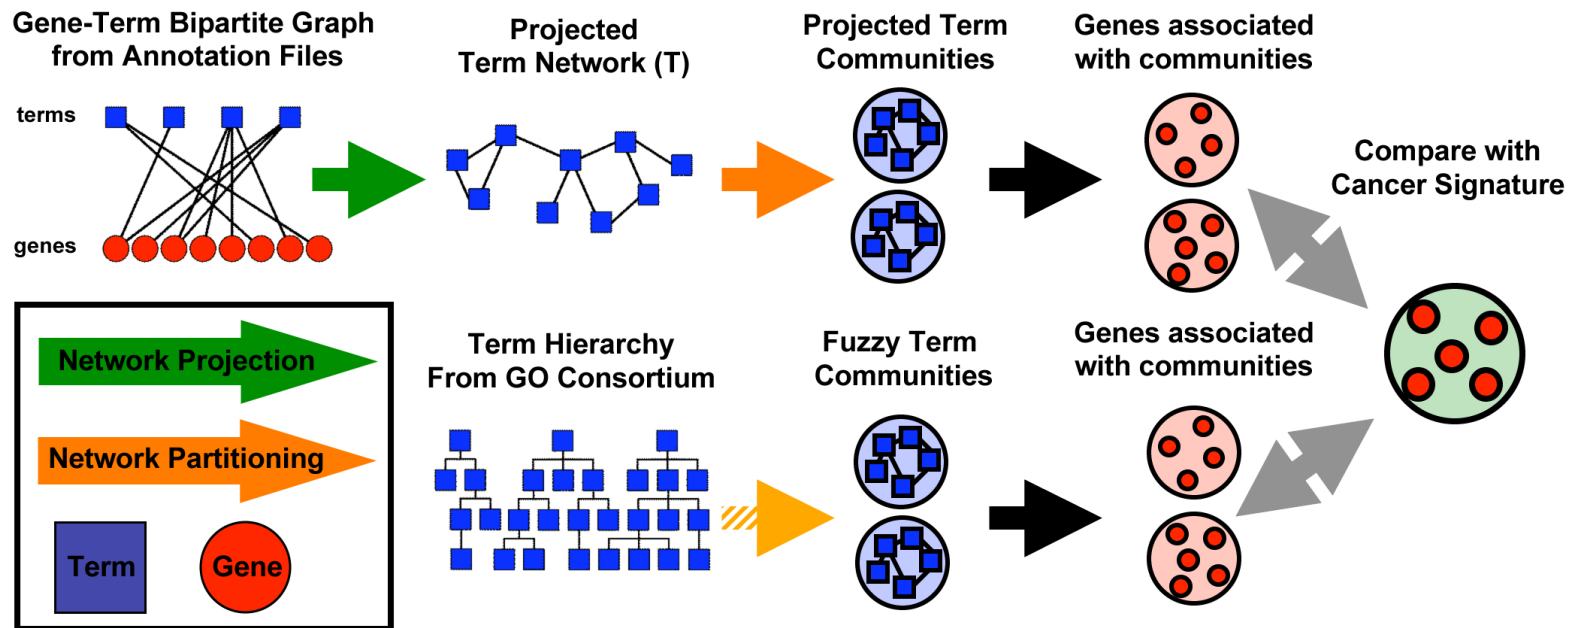 Gene-Term Bipartite Graph
from Annotation Files
Projected
Term Network (T)
Projected Term
Communities
Genes associated
with communities
terms
genes
Compare with
Cancer Signature
Network Projection
Network Partitioning
Term
Gene
Term Hierarchy
From GO Consortium
Fuzzy Term
Communities
Genes associated
with communities